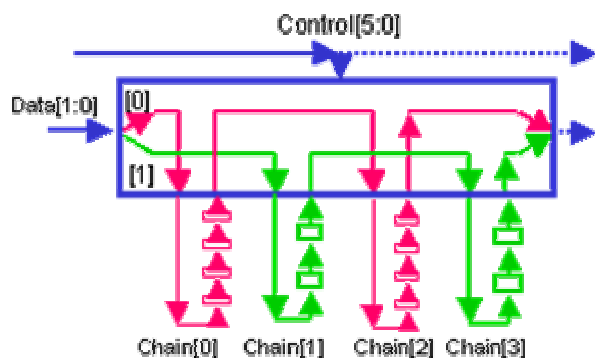 Control[5:0]
Data[1:0]
[0]
[1]
Chain[0]
Chain[1]
Chain[2]
Chain[3]